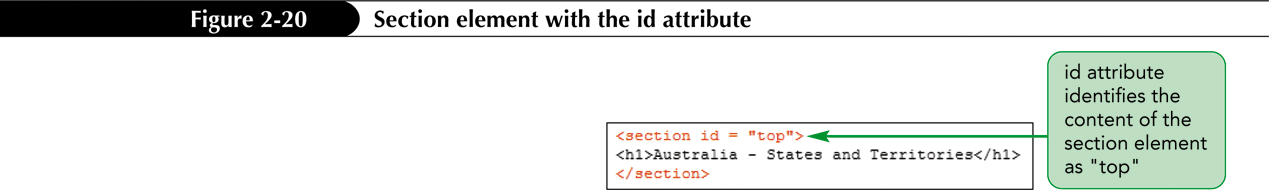 Figure 2-20 Section element with the id attribute
id attribute
identifies the
content of the
section element
as "top"
<section id = "top">
<h1>Australia - States and Territories</h1>
</section>